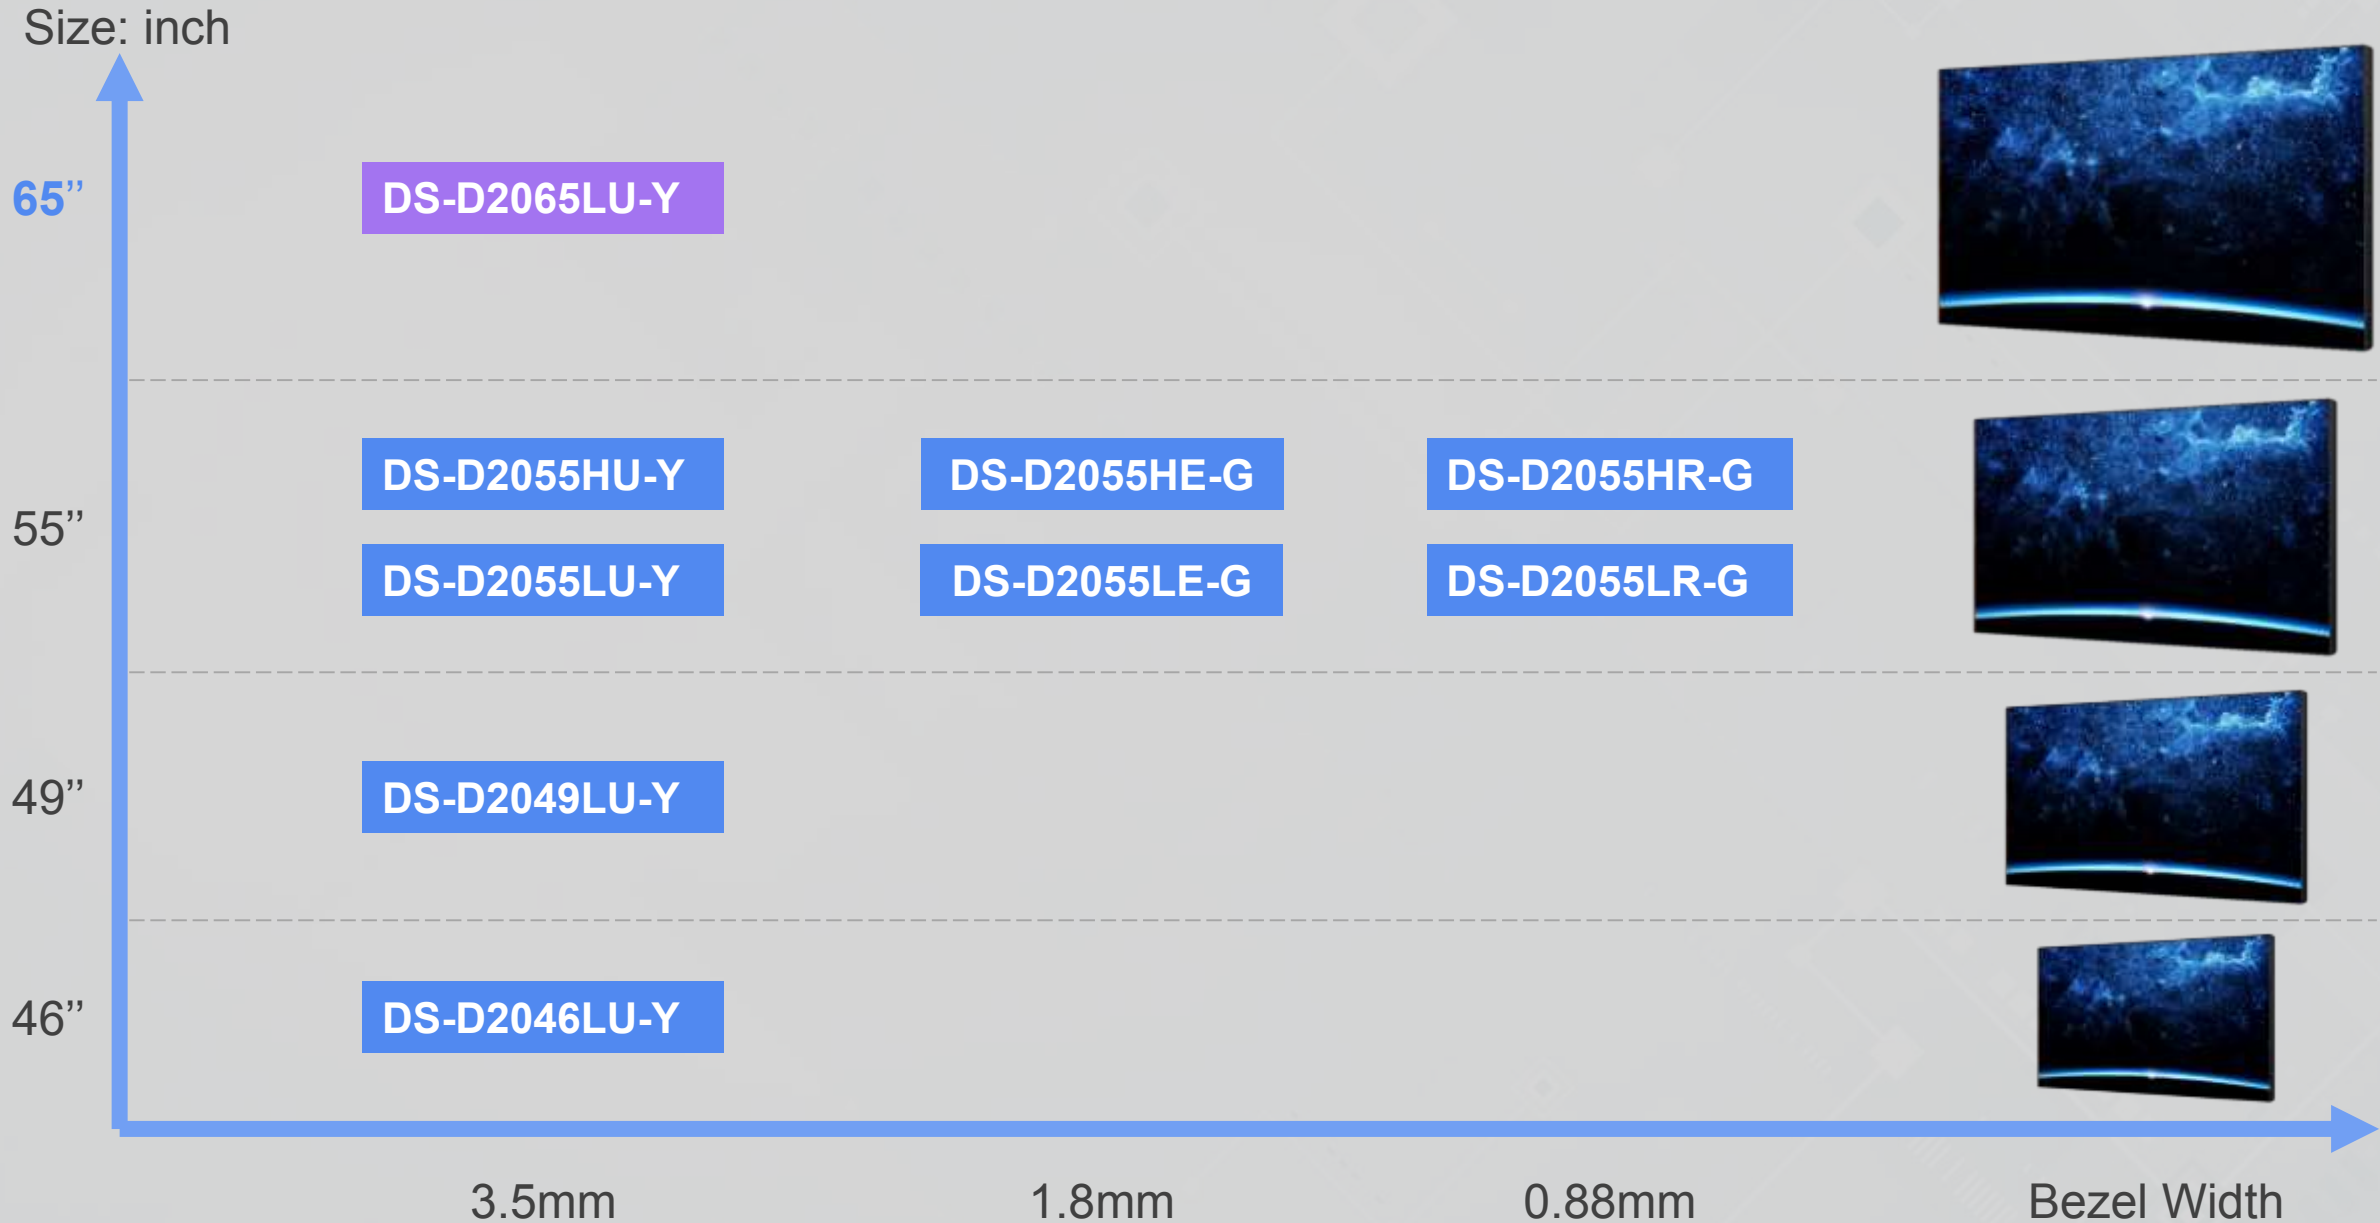 Size: inch
65’’
DS-D2065LU-Y
DS-D2055HU-Y DS-D2055HE-G DS-D2055HR-G
55’’
DS-D2055LU-Y DS-D2055LE-G DS-D2055LR-G
49’’
DS-D2049LU-Y
46’’
DS-D2046LU-Y
3.5mm 1.8mm 0.88mm Bezel Width